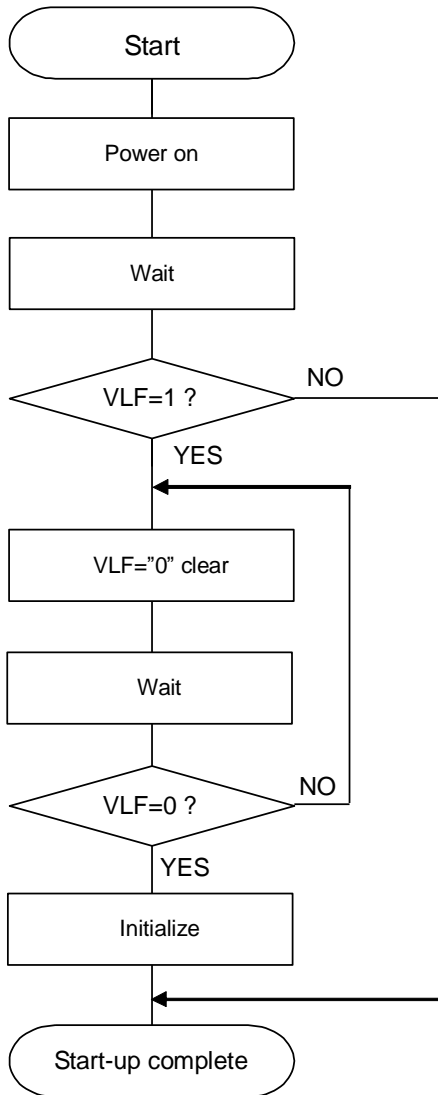 Start
Power on
Wait
VLF=1 ?
NO
YES
VLF=”0” clear
Wait
VLF=0 ?
NO
YES
Initialize
Start-up complete